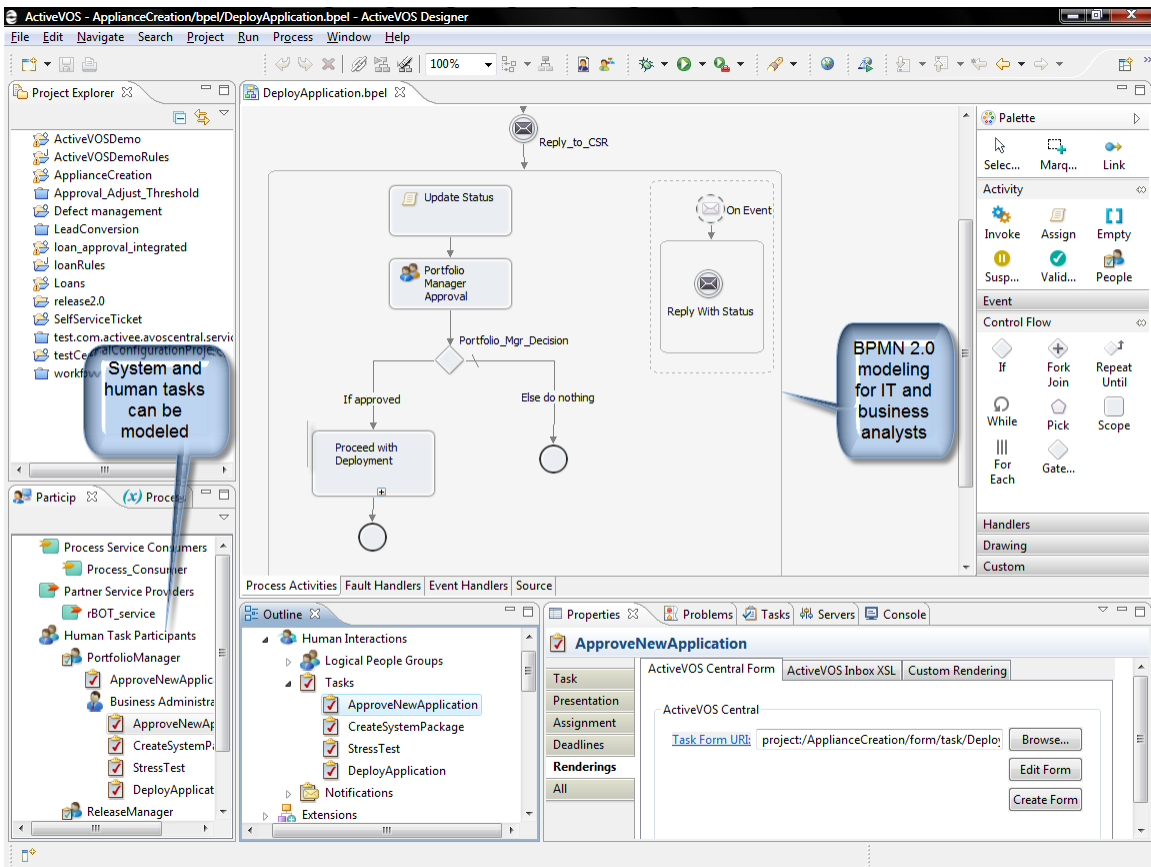 ActiveVOS - ApplianceCreation/bpel/DeployApplication.bpel - ActiveVOS Designer
File Edit Navigate Search Project Run Process Window Help
100%
Project Explorer
ActiveVOSDemo
ActiveVOSDemoRules
ApplianceCreation
Approval_Adjust_Threshold
Defect management
LeadConversion
loan_approval_integrated
loanRules
Loans
release2.0
SelfServiceTicket
test.com.activee.avoscentral.servic
System and
human tasks
can be
modeled
DeployApplication.bpel
Reply_to_CSR
Update Status
Portfolio
Manager
Approval
Portfolio_Mgr_Decision
If approved
Else do nothing
Proceed with
Deployment
On Event
Reply With Status
BPMN 2.0
modeling
for IT and
business
analysts
Process Activities Fault Handlers Event Handlers Source
Palette
Selec... Marq... Link
Activity
Invoke Assign Empty
Susp... Valid... People
Event
Control Flow
If Fork Join Repeat Until
While Pick Scope
For Each Gate...
Handlers
Drawing
Custom
Particip (x) Proces
Process Service Consumers
Process_Consumer
Partner Service Providers
rBOT_service
Human Task Participants
PortfolioManager
ApproveNewApplic
Business Administra
ApproveNewAp
CreateSystemPa
StressTest
DeployApplicat
ReleaseManager
Outline
Human Interactions
Logical People Groups
Tasks
ApproveNewApplication
CreateSystemPackage
StressTest
DeployApplication
Notifications
Extensions
Properties Problems Tasks Servers Console
ApproveNewApplication
Task
Presentation
Assignment
Deadlines
Renderings
All
ActiveVOS Central Form ActiveVOS Inbox XSL Custom Rendering
ActiveVOS Central
Task Form URI: project:/ApplianceCreation/form/task/Deploy Browse...
Edit Form
Create Form